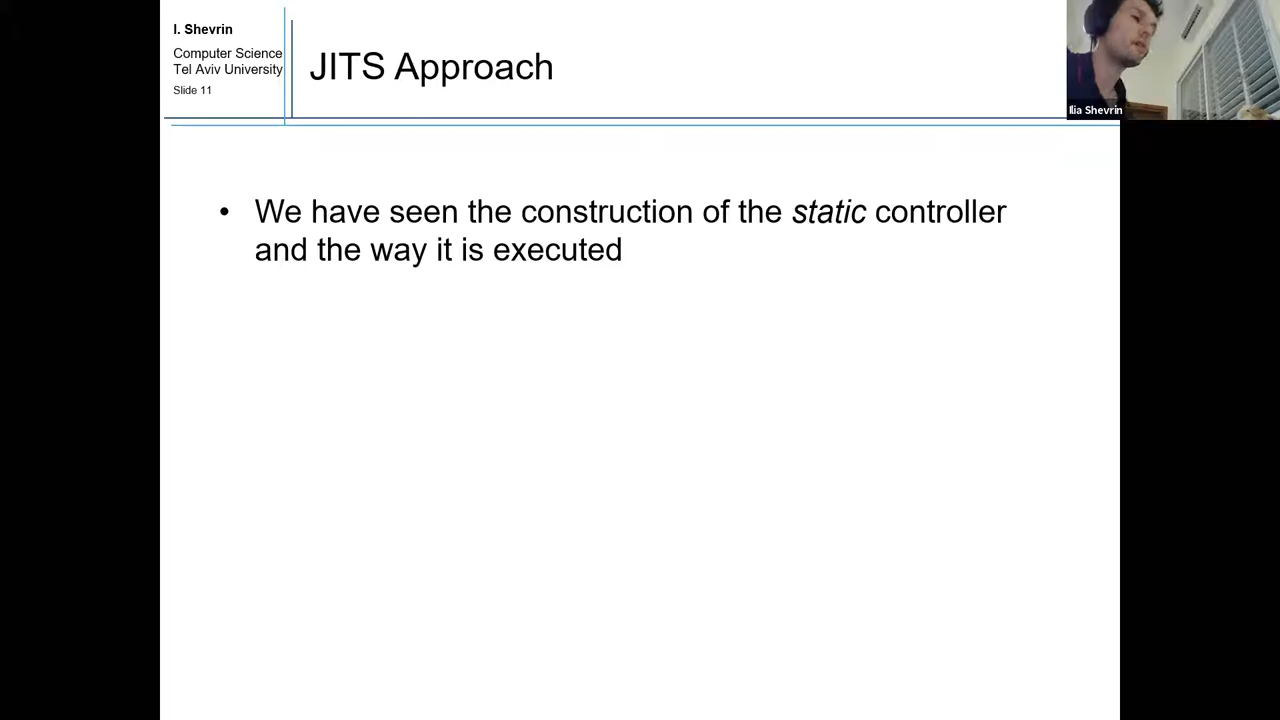 I. Shevrin
Computer Science
Tel Aviv University
Slide 11
JITS Approach
Ilia Shevrin
• We have seen the construction of the static controller
and the way it is executed